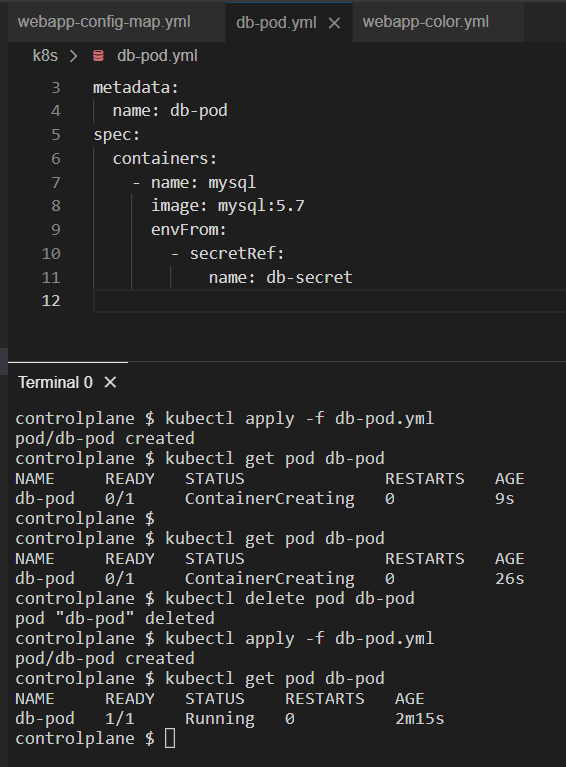 webapp-config-map.yml db-pod.yml webapp-color.yml
k8s > db-pod.yml
3 metadata:
4 name: db-pod
5 spec:
6 containers:
7 - name: mysql
8 image: mysql:5.7
9 envFrom:
10 - secretRef:
11 name: db-secret
12
Terminal 0
controlplane $ kubectl apply -f db-pod.yml
pod/db-pod created
controlplane $ kubectl get pod db-pod
NAME READY STATUS RESTARTS AGE
db-pod 0/1 ContainerCreating 0 9s
controlplane $
controlplane $ kubectl get pod db-pod
NAME READY STATUS RESTARTS AGE
db-pod 0/1 ContainerCreating 0 26s
controlplane $ kubectl delete pod db-pod
pod "db-pod" deleted
controlplane $ kubectl apply -f db-pod.yml
pod/db-pod created
controlplane $ kubectl get pod db-pod
NAME READY STATUS RESTARTS AGE
db-pod 1/1 Running 0 2m15s
controlplane $